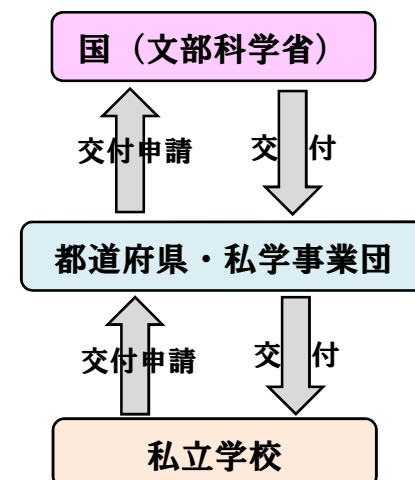 国（文部科学省）
交付申請
交付
都道府県・私学事業団
交付申請
交付
私立学校